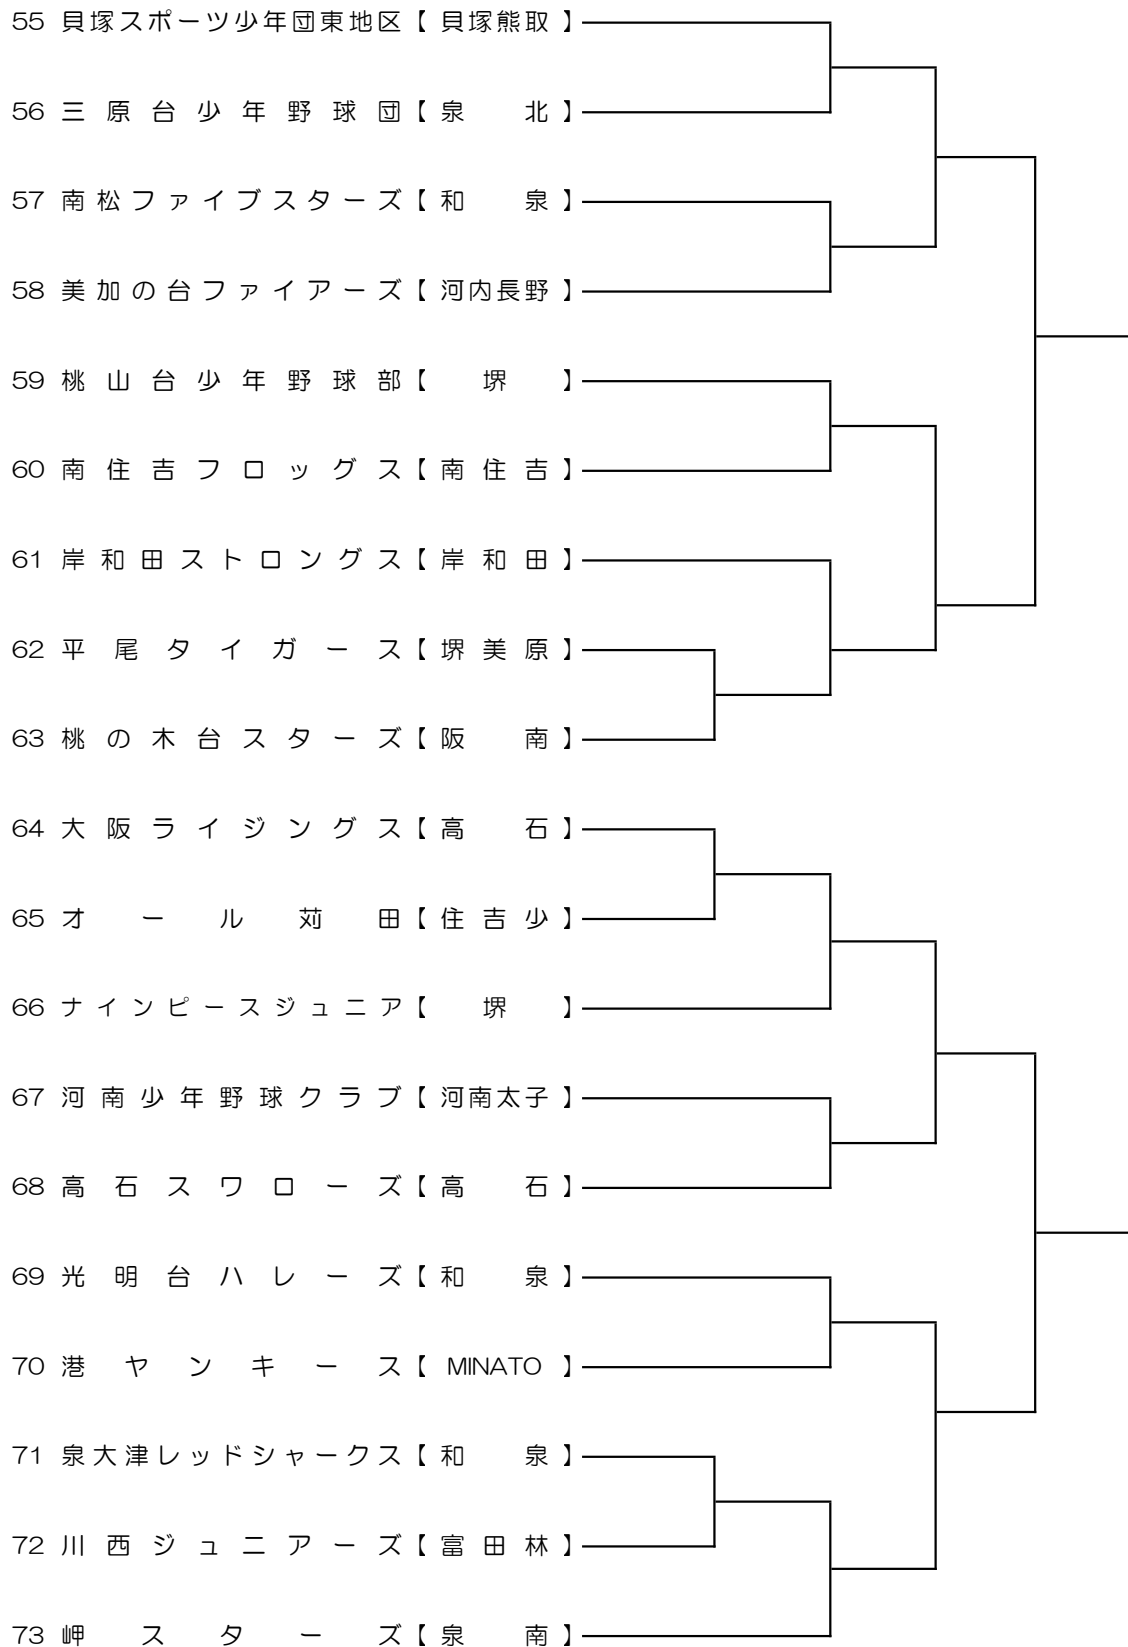 55 貝塚スポーツ少年団東地区【 貝塚熊取 】
56 三原台少年野球団【 泉北 】
57 南松ファイブスターズ【 和泉 】
58 美加の台ファイアーズ【 河内長野 】
59 桃山台少年野球部【 堺 】
60 南住吉フロッグス【 南住吉 】
61 岸和田ストロングス【 岸和田 】
62 平尾タイガース【 堺美原 】
63 桃の木台スターズ【 阪南 】
64 大阪ライジングス【 高石 】
65 オール苅田【 住吉少 】
66 ナインピースジュニア【 堺 】
67 河南少年野球クラブ【 河南太子 】
68 高石スワローズ【 高石 】
69 光明台ハレーズ【 和泉 】
70 港ヤンキース【 MINATO 】
71 泉大津レッドシャークス【 和泉 】
72 川西ジュニアーズ【 富田林 】
73 岬スターズ【 泉南 】